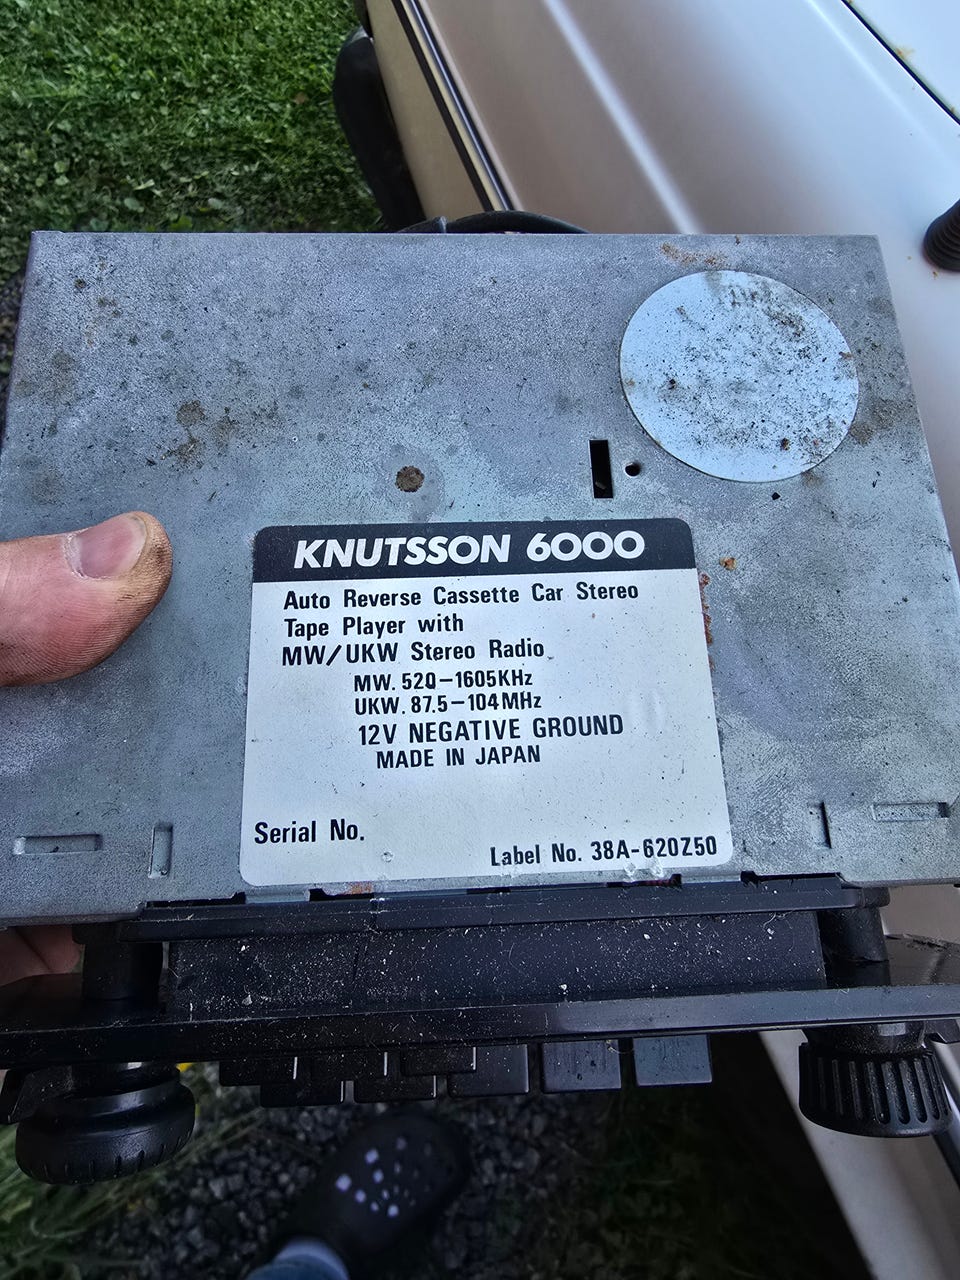 KNUTSSON 6000
Auto Reverse Cassette Car Stereo
Tape Player with
MW/UKW Stereo Radio
MW. 520-1605KHz
UKW. 87.5-104MHz
12V NEGATIVE GROUND
MADE IN JAPAN
Serial No.
Label No. 38A-620Z50